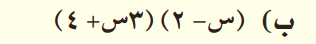 ب) (س – ٢) (٣س + ٤)